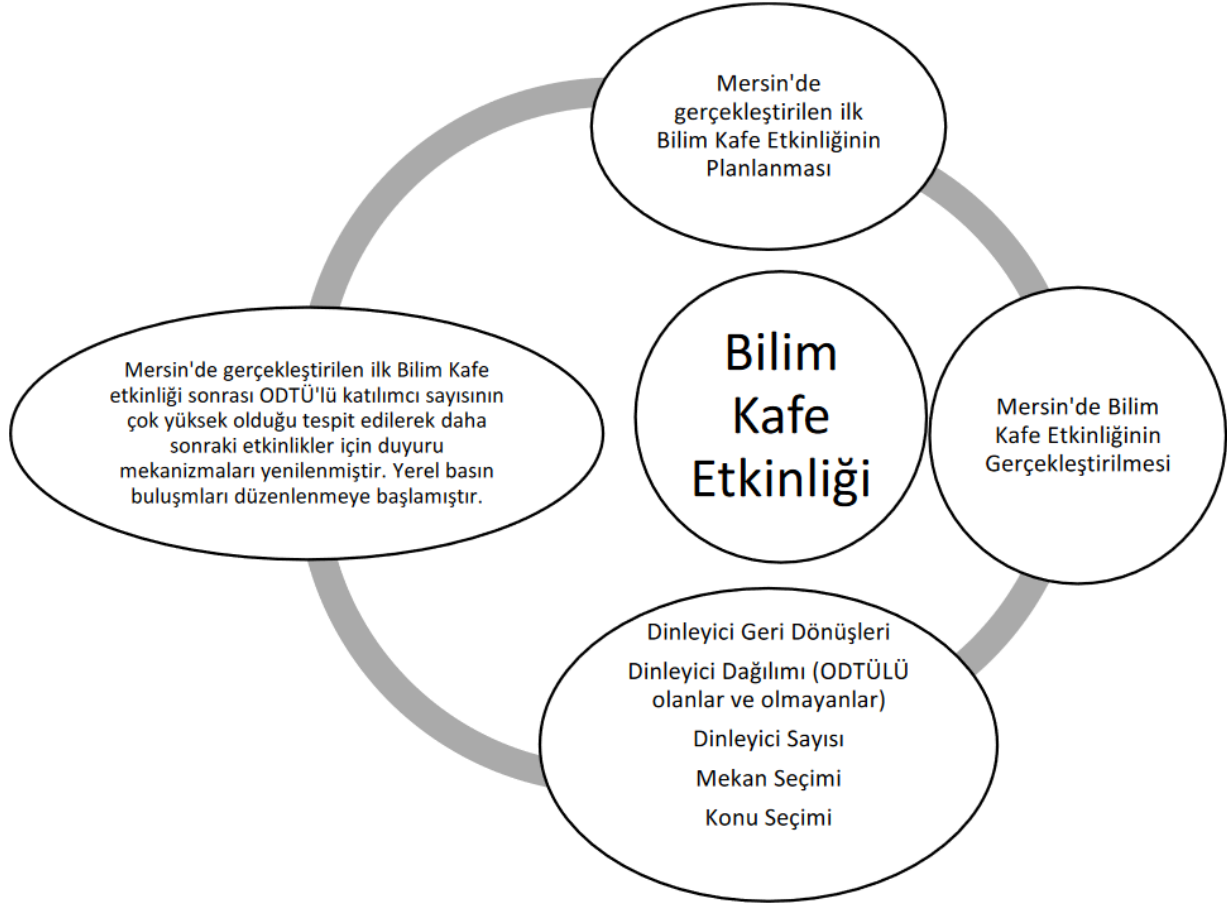 Mersin'de
gerçekleştirilen ilk
Bilim Kafe Etkinliğinin
Planlanması
Bilim
Kafe
Etkinliği
Mersin'de Bilim
Kafe Etkinliğinin
Gerçekleştirilmesi
Dinleyici Geri Dönüşleri
Dinleyici Dağılımı (ODTÜLÜ
olanlar ve olmayanlar)
Dinleyici Sayısı
Mekan Seçimi
Konu Seçimi
Mersin'de gerçekleştirilen ilk Bilim Kafe
etkinliği sonrası ODTÜ'lü katılımcı sayısının
çok yüksek olduğu tespit edilerek daha
sonraki etkinlikler için duyuru
mekanizmaları yenilenmiştir. Yerel basın
buluşmları düzenlenmeye başlamıştır.